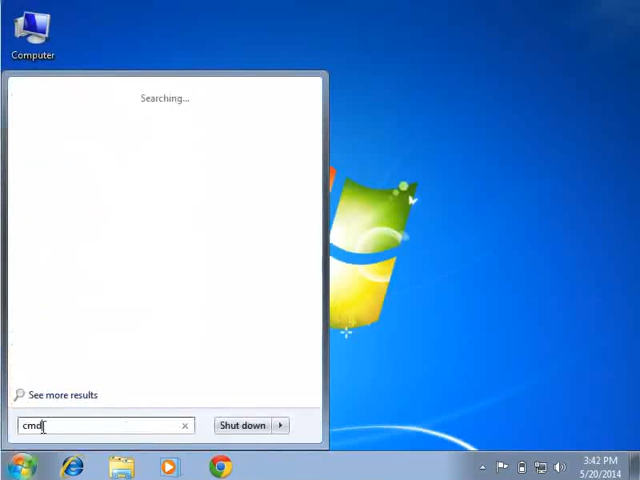 Computer
Searching...
See more results
cmd
Shut down
3:42 PM
5/20/2014